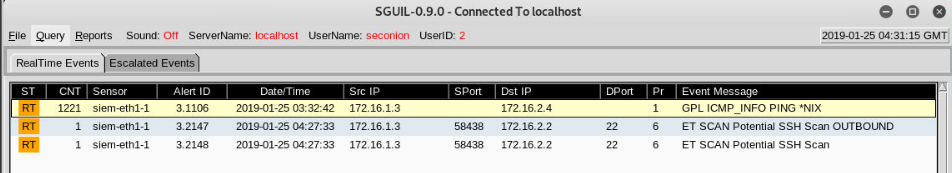 SGUIL-0.9.0 - Connected To localhost
File Query Reports Sound: Off ServerName: localhost UserName: seconion UserID: 2 2019-01-25 04:31:15 GMT
RealTime Events Escalated Events
ST CNT Sensor Alert ID Date/Time Src IP SPort Dst IP DPort Pr Event Message
RT 1221 siem-eth1-1 3.1106 2019-01-25 03:32:42 172.16.1.3 172.16.2.4 1 GPL ICMP_INFO PING *NIX
RT 1 siem-eth1-1 3.2147 2019-01-25 04:27:33 172.16.1.3 58438 172.16.2.2 22 6 ET SCAN Potential SSH Scan OUTBOUND
RT 1 siem-eth1-1 3.2148 2019-01-25 04:27:33 172.16.1.3 58438 172.16.2.2 22 6 ET SCAN Potential SSH Scan